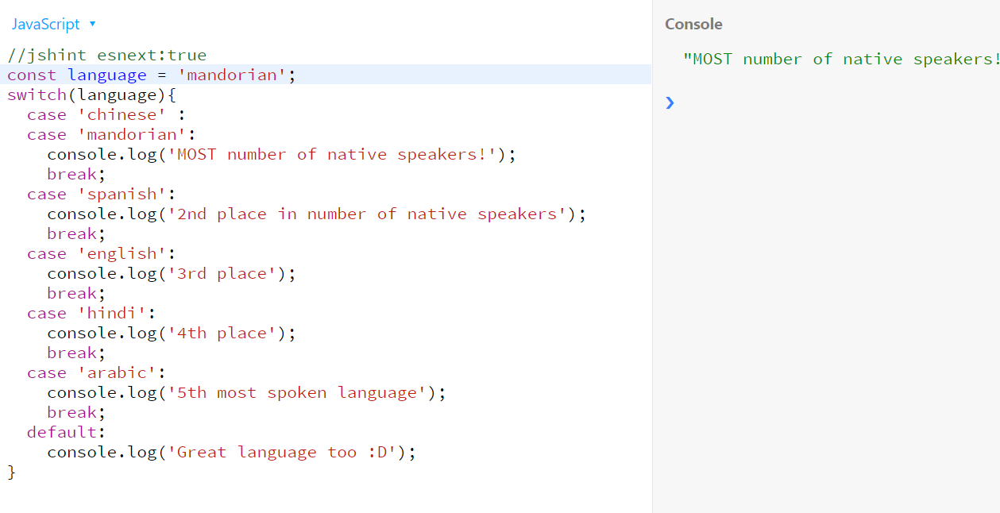 JavaScript
//jshint esnext:true
const language = 'mandorian';
switch(language){
  case 'chinese' :
  case 'mandorian':
    console.log('MOST number of native speakers!');
    break;
  case 'spanish':
    console.log('2nd place in number of native speakers');
    break;
  case 'english':
    console.log('3rd place');
    break;
  case 'hindi':
    console.log('4th place');
    break;
  case 'arabic':
    console.log('5th most spoken language');
    break;
  default:
    console.log('Great language too :D');
}
Console
"MOST number of native speakers!